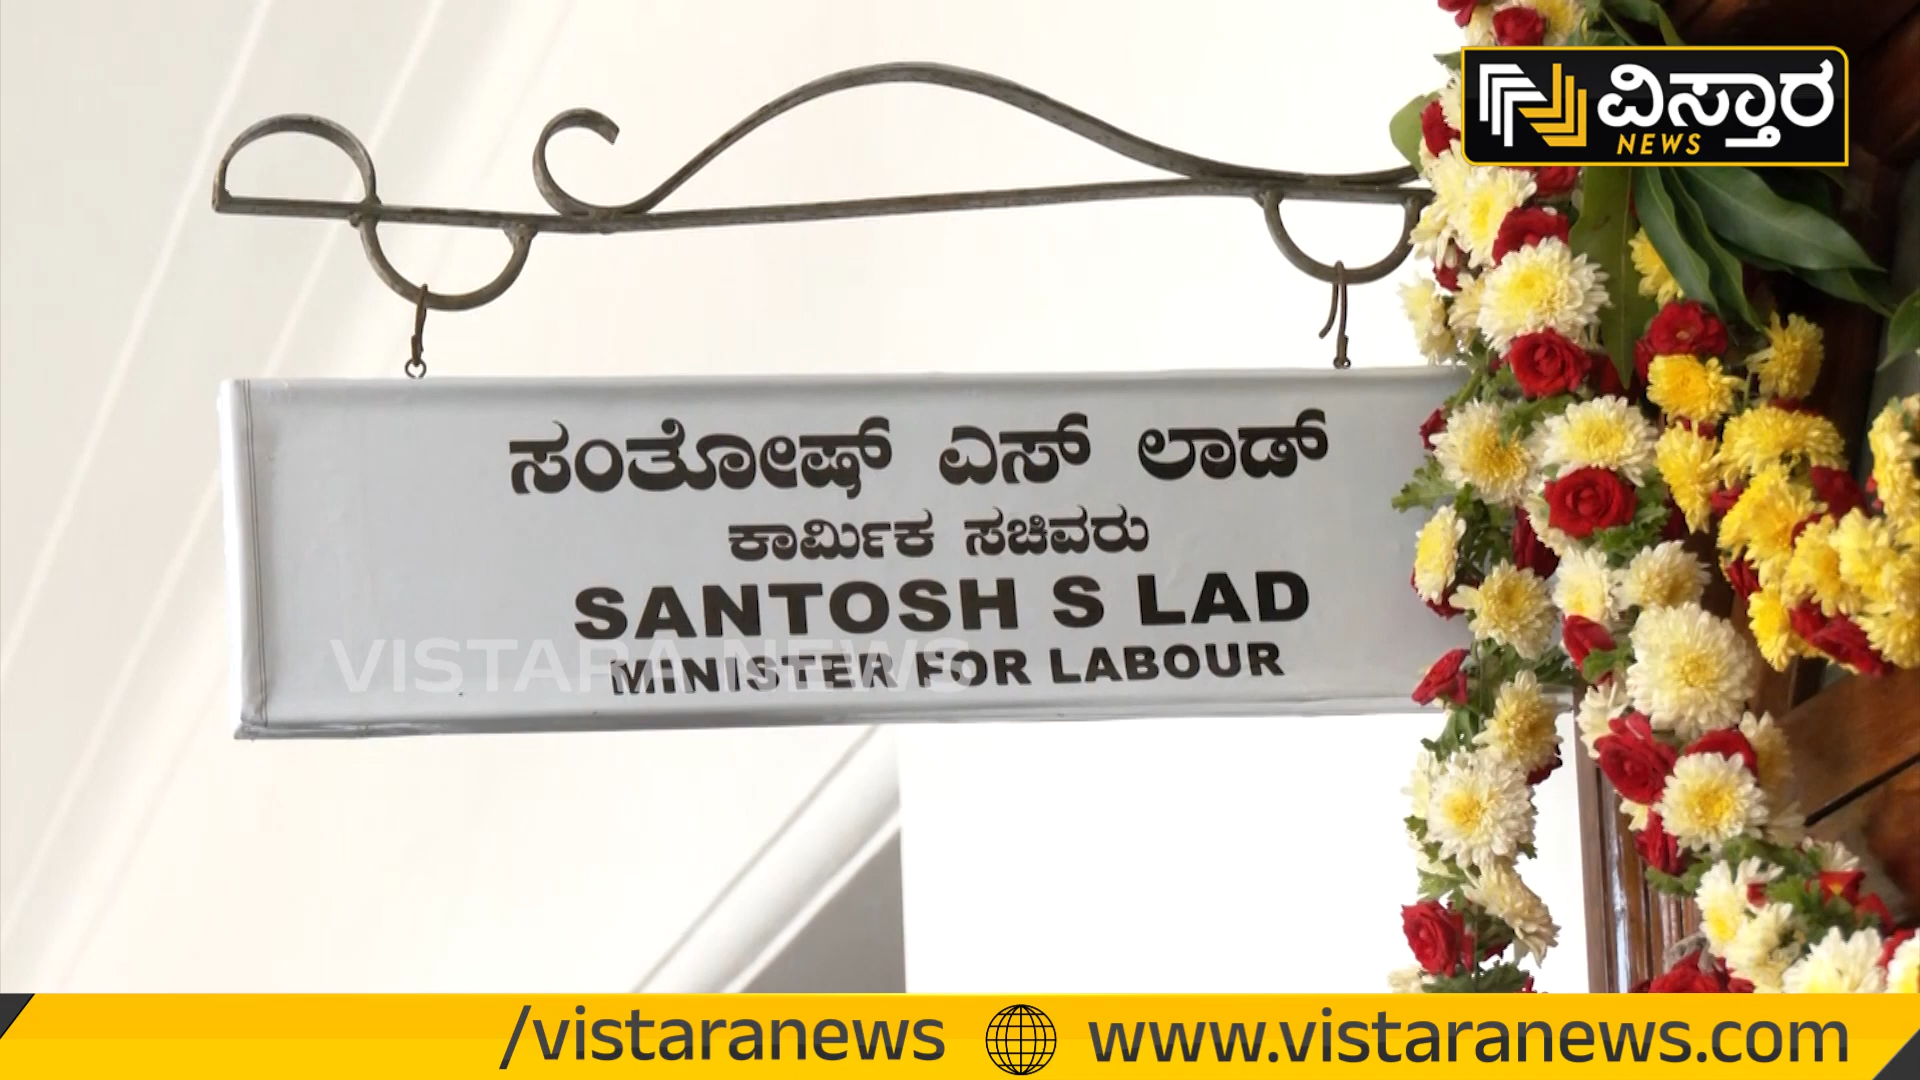 ವಿಸ್ತಾರ
NEWS
ಸಂತೋಷ್ ಎಸ್ ಲಾಡ್
ಕಾರ್ಮಿಕ ಸಚಿವರು
SANTOSH S LAD
MINISTER FOR LABOUR
VISTARA NEWS
/vistaranews www.vistaranews.com